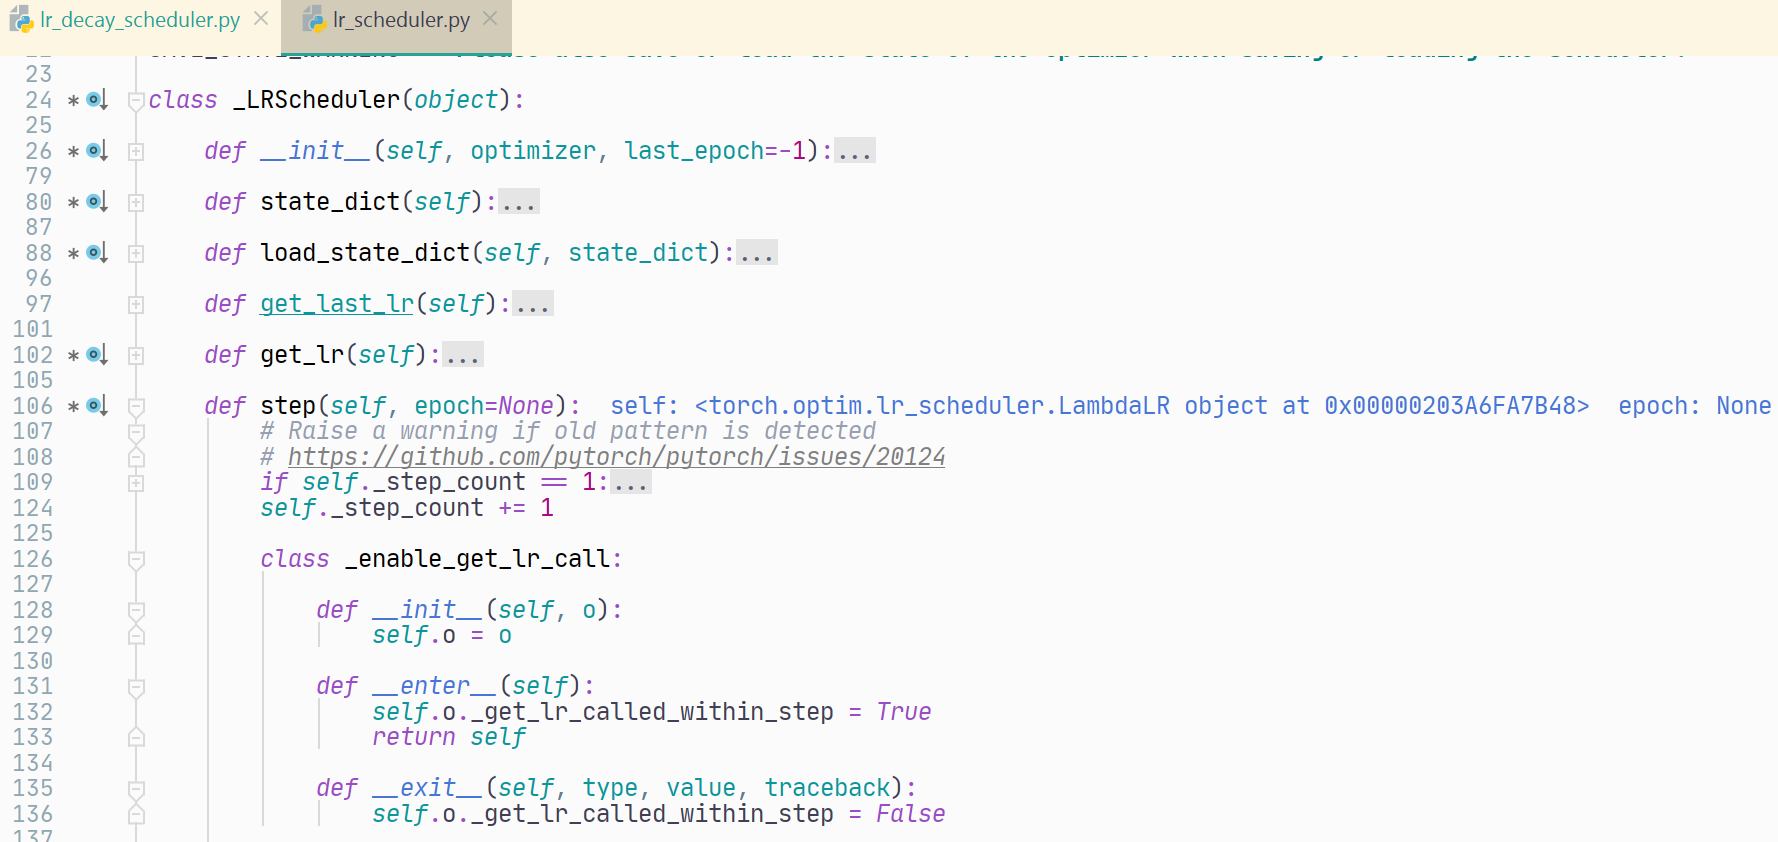 lr_decay_scheduler.py lr_scheduler.py
23
24 class _LRScheduler(object):
25
26 def __init__(self, optimizer, last_epoch=-1):...
79
80 def state_dict(self):...
87
88 def load_state_dict(self, state_dict):...
96
97 def get_last_lr(self):...
101
102 def get_lr(self):...
105
106 def step(self, epoch=None): self: <torch.optim.lr_scheduler.LambdaLR object at 0x00000203A6FA7B48> epoch: None
107 # Raise a warning if old pattern is detected
108 # https://github.com/pytorch/pytorch/issues/20124
109 if self._step_count == 1:...
124 self._step_count += 1
125
126 class _enable_get_lr_call:
127
128 def __init__(self, o):
129 self.o = o
130
131 def __enter__(self):
132 self.o._get_lr_called_within_step = True
133 return self
134
135 def __exit__(self, type, value, traceback):
136 self.o._get_lr_called_within_step = False
137